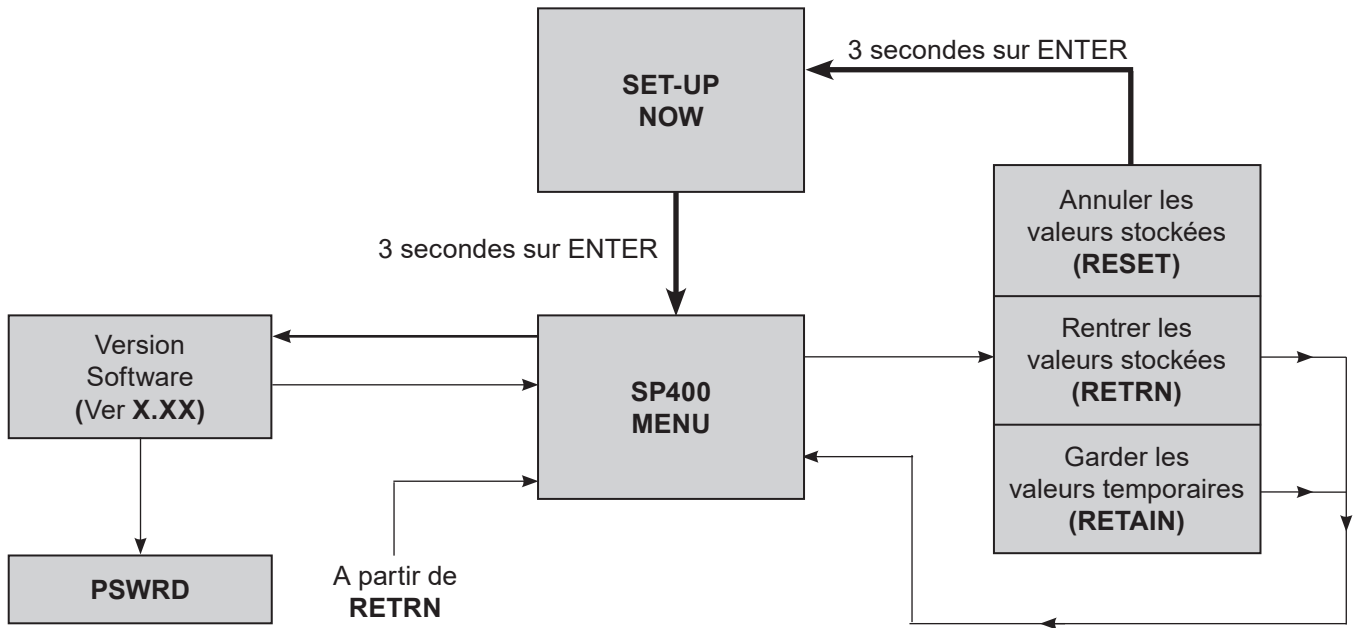 SET-UP
NOW
3 secondes sur ENTER
3 secondes sur ENTER
Annuler les
valeurs stockées
(RESET)
Rentrer les
valeurs stockées
(RETRN)
Garder les
valeurs temporaires
(RETAIN)
Version
Software
(Ver X.XX)
SP400
MENU
PSWRD
A partir de
RETRN